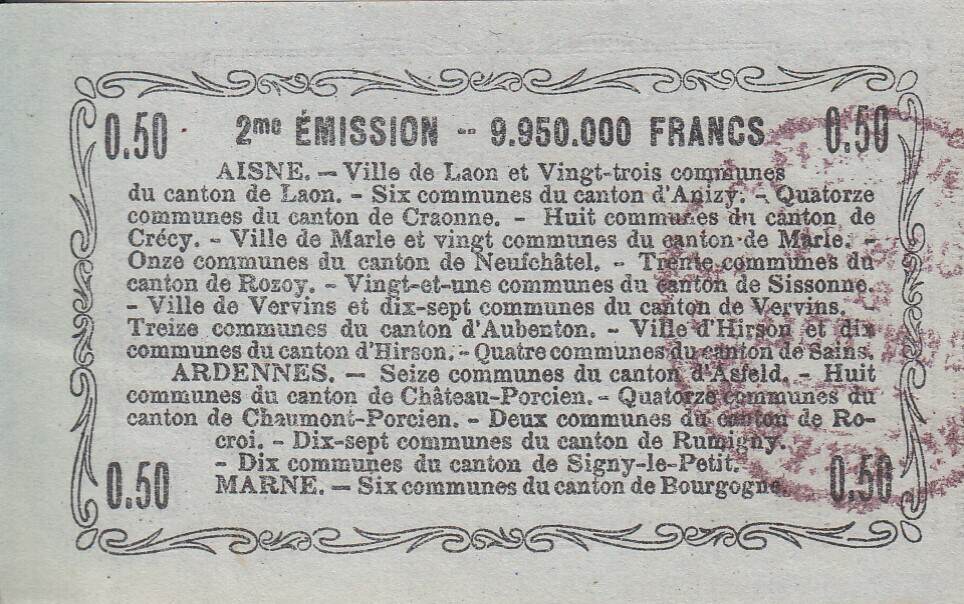 0.50 2me ÉMISSION -- 9.950.000 FRANCS 0.50
AISNE. — Ville de Laon et Vingt-trois communes
du canton de Laon. - Six communes du canton d'Anizy. - Quatorze
communes du canton de Craonne. - Huit communes du canton de
Crécy. - Ville de Marle et vingt communes du canton de Marle. -
Onze communes du canton de Neufchâtel. - Trente communes du
canton de Rozoy. - Vingt-et-une communes du canton de Sissonne.
- Ville de Vervins et dix-sept communes du canton de Vervins.
Treize communes du canton d'Aubenton. - Ville d'Hirson et dix
communes du canton d'Hirson. - Quatre communes du canton de Sains.
ARDENNES. — Seize communes du canton d'Asfeld. - Huit
communes du canton de Château-Porcien. - Quatorze communes du
canton de Chaumont-Porcien. - Deux communes du canton de Ro-
croi. - Dix-sept communes du canton de Rumigny.
- Dix communes du canton de Signy-le-Petit.
0.50 MARNE. — Six communes du canton de Bourgogne. 0.50